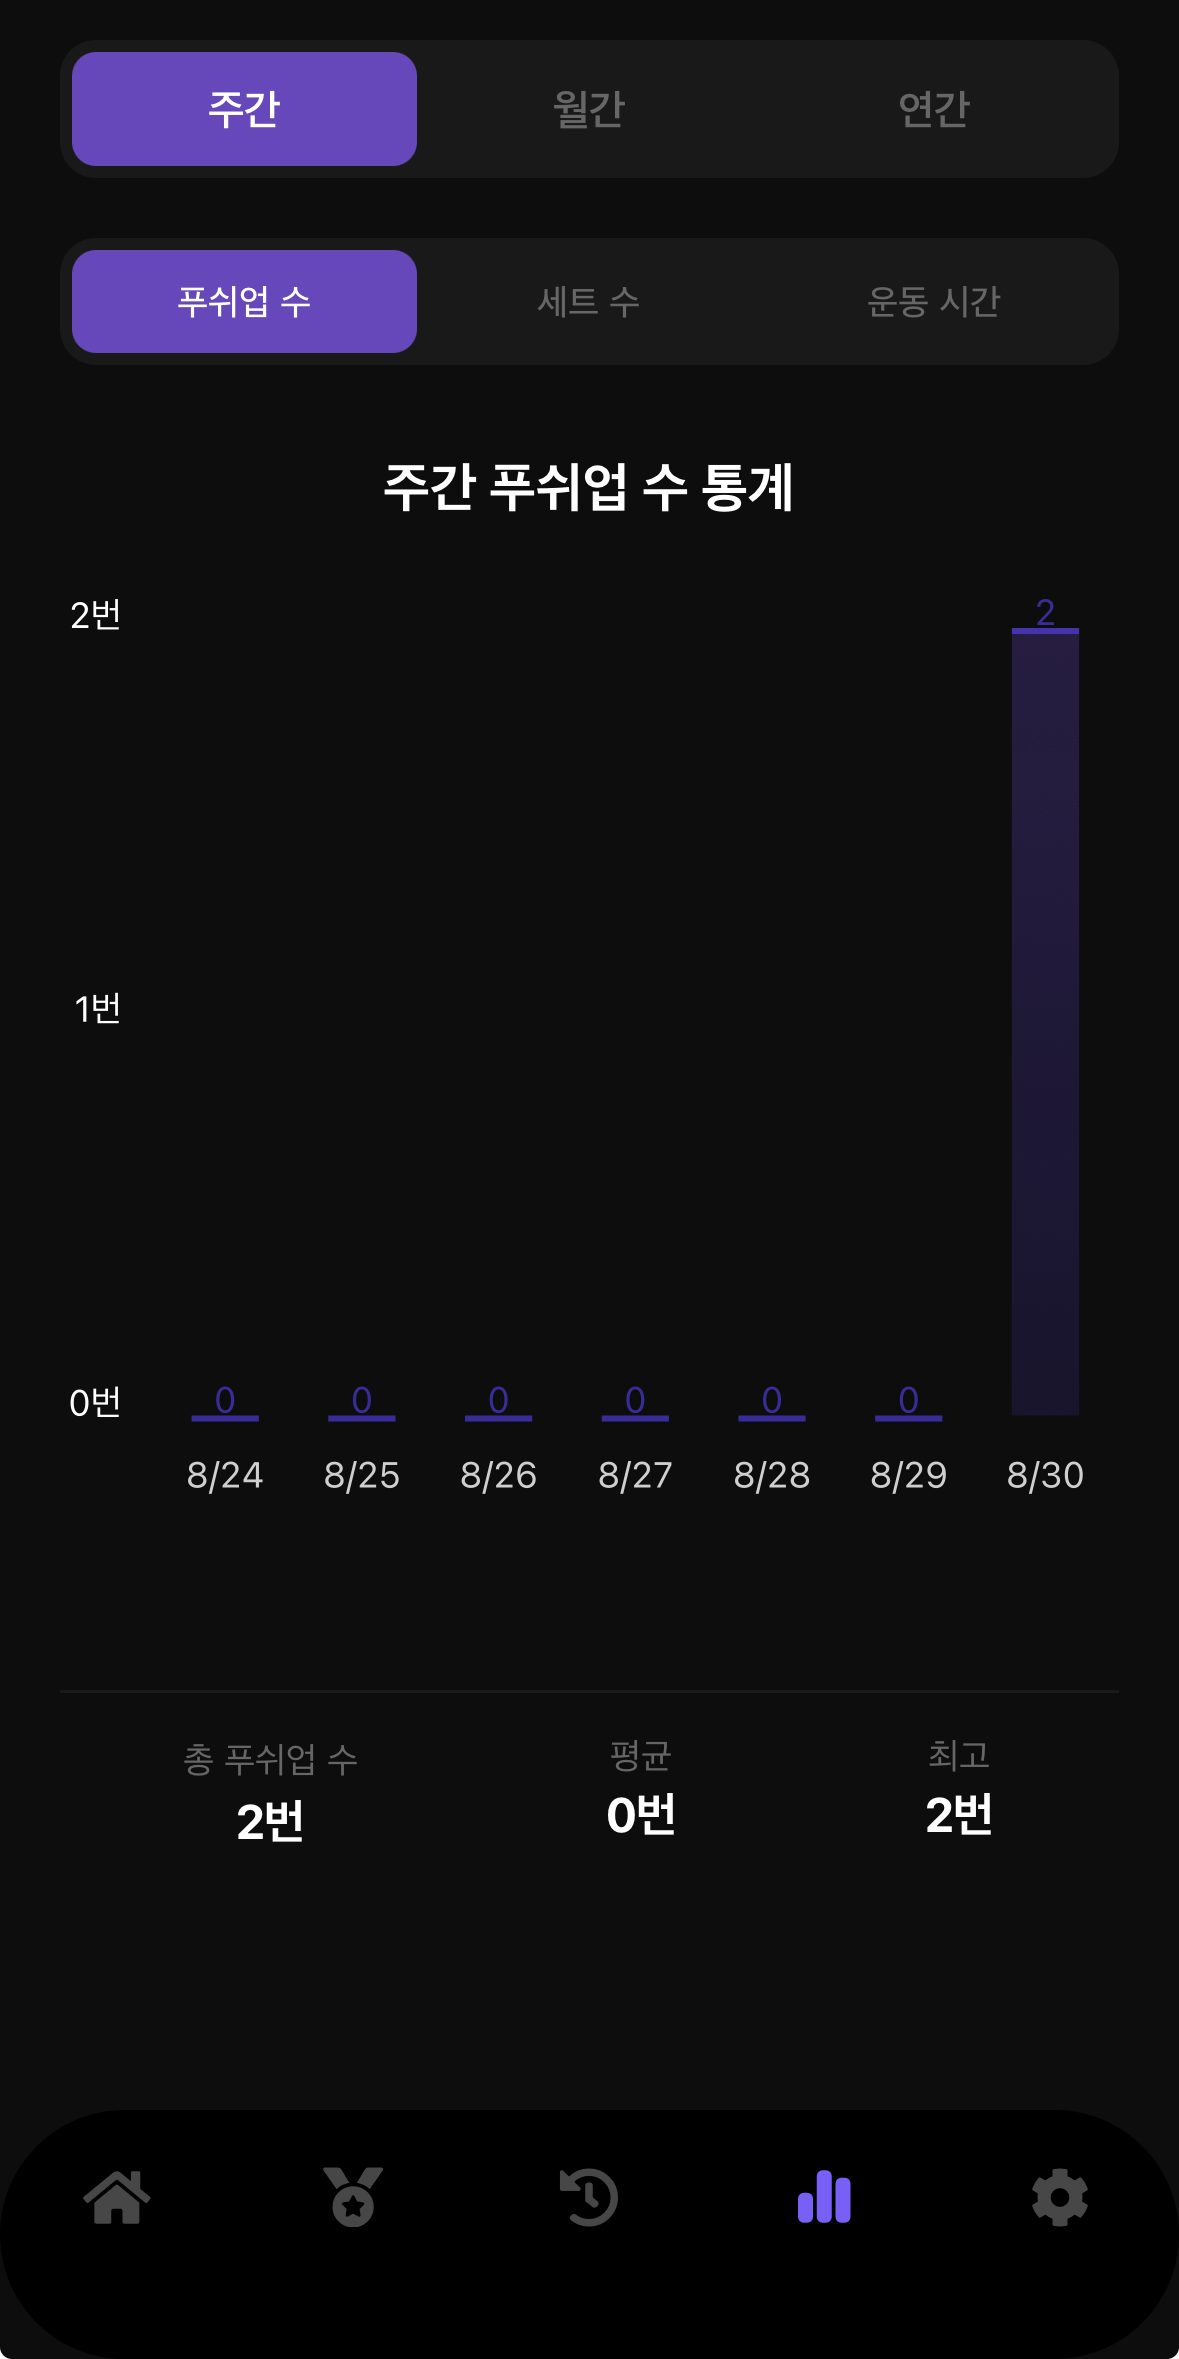 주간 월간 연간
푸쉬업 수 세트 수 운동 시간
주간 푸쉬업 수 통계
2번 2
1번
0번 0 0 0 0 0 0
8/24 8/25 8/26 8/27 8/28 8/29 8/30
총 푸쉬업 수 평균 최고
2번 0번 2번